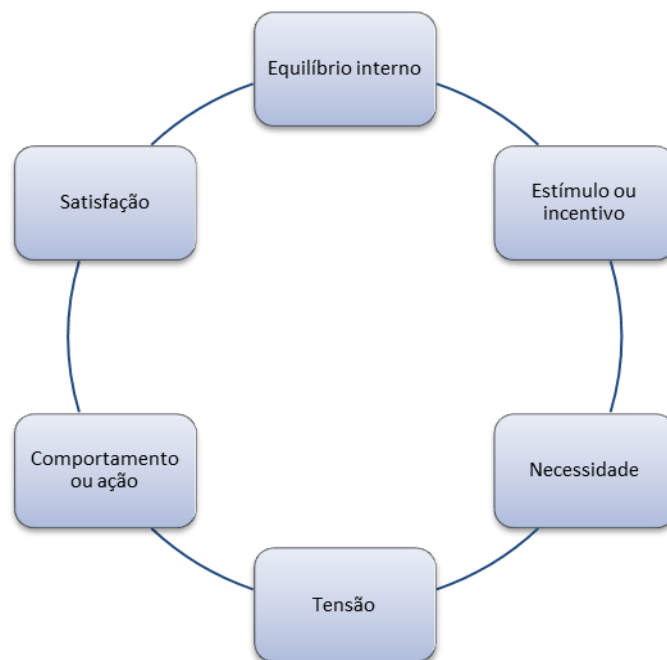 Equilíbrio interno
Estímulo ou
incentivo
Necessidade
Tensão
Comportamento
ou ação
Satisfação